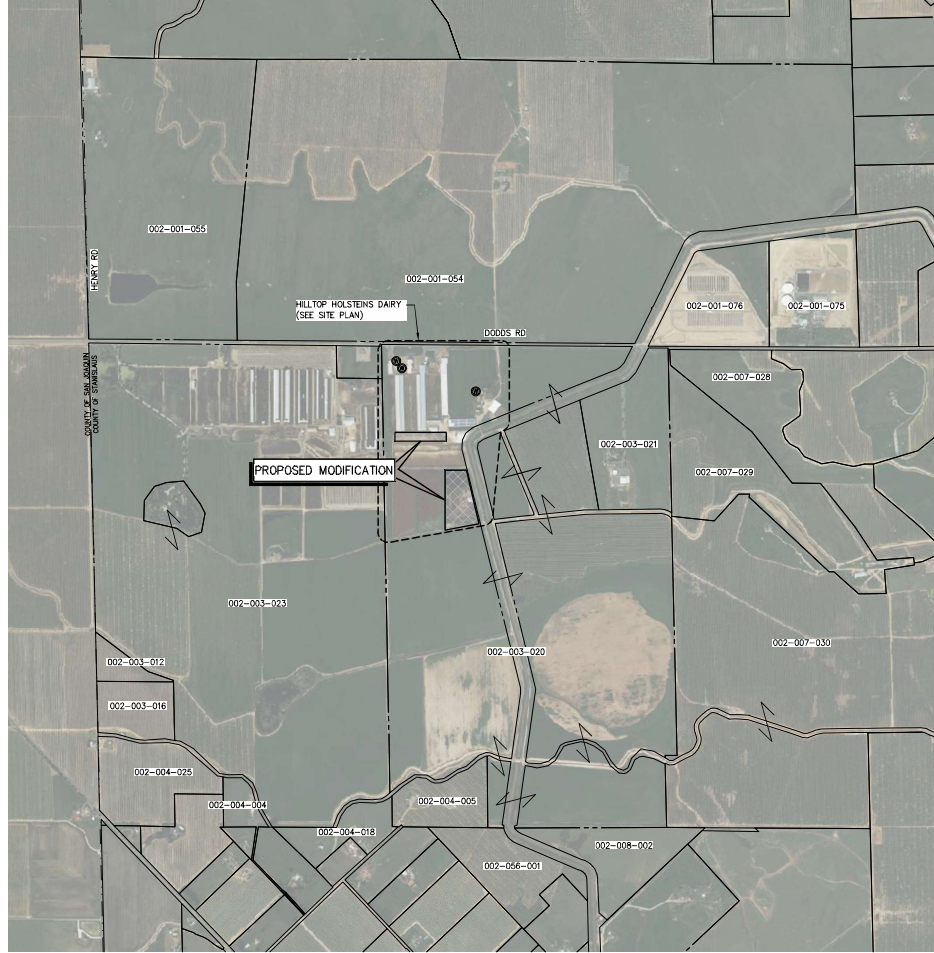 002-001-055
HENRY RD
002-001-054
HILLTOP HOLSTEINS DAIRY
(SEE SITE PLAN)
002-001-076
002-001-075
DODDS RD
COUNTY OF SAN JOAQUIN
COUNTY OF STANISLAUS
002-007-028
002-003-021
PROPOSED MODIFICATION
002-007-029
002-003-023
002-007-030
002-003-020
002-003-012
002-003-016
002-004-025
002-004-004
002-004-005
002-004-018
002-008-002
002-056-001